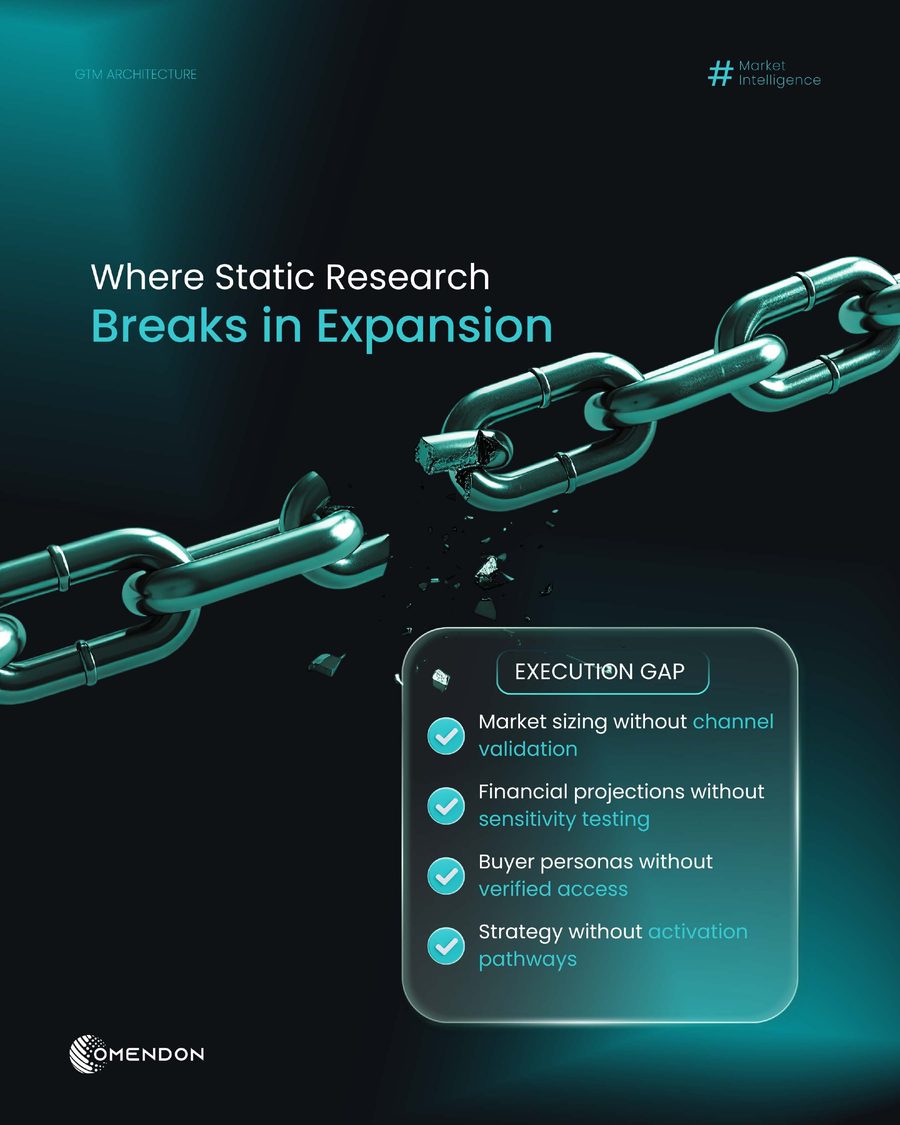 GTM ARCHITECTURE
# Market
Intelligence
Where Static Research
Breaks in Expansion
EXECUTION GAP
Market sizing without channel
validation
Financial projections without
sensitivity testing
Buyer personas without
verified access
Strategy without activation
pathways
OMENDON